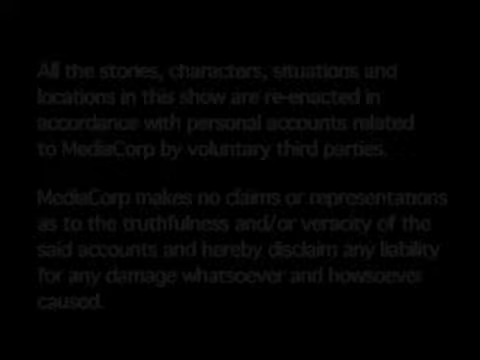 All the stories, characters, situations and
locations in this show are re-enacted in
accordance with personal accounts related
to MediaCorp by voluntary third parties.
MediaCorp makes no claims or representations
as to the truthfulness and/or veracity of the
said accounts and hereby disclaim any liability
for any damage whatsoever and howsoever
caused.